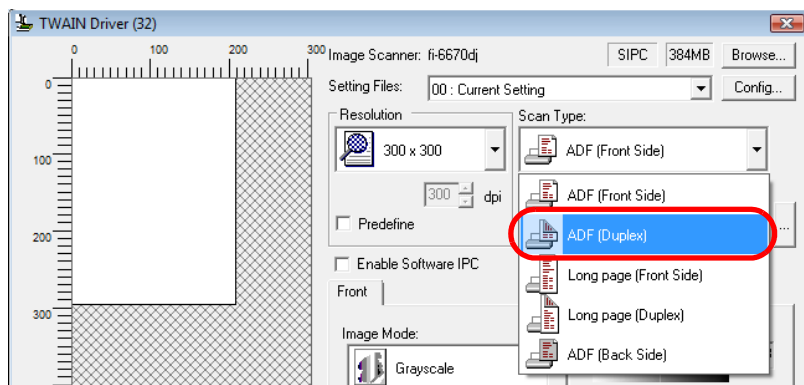 TWAIN Driver (32)
0 100 200 300
Image Scanner: fi-6670dj SIPC 384MB Browse...
Setting Files: 00 : Current Setting Config...
0
100
200
300
Resolution
300 x 300
300 dpi
Predefine
Scan Type:
ADF (Front Side)
ADF (Front Side)
ADF (Duplex)
...
Long page (Front Side)
Long page (Duplex)
ADF (Back Side)
Enable Software IPC
Front
Image Mode:
Grayscale